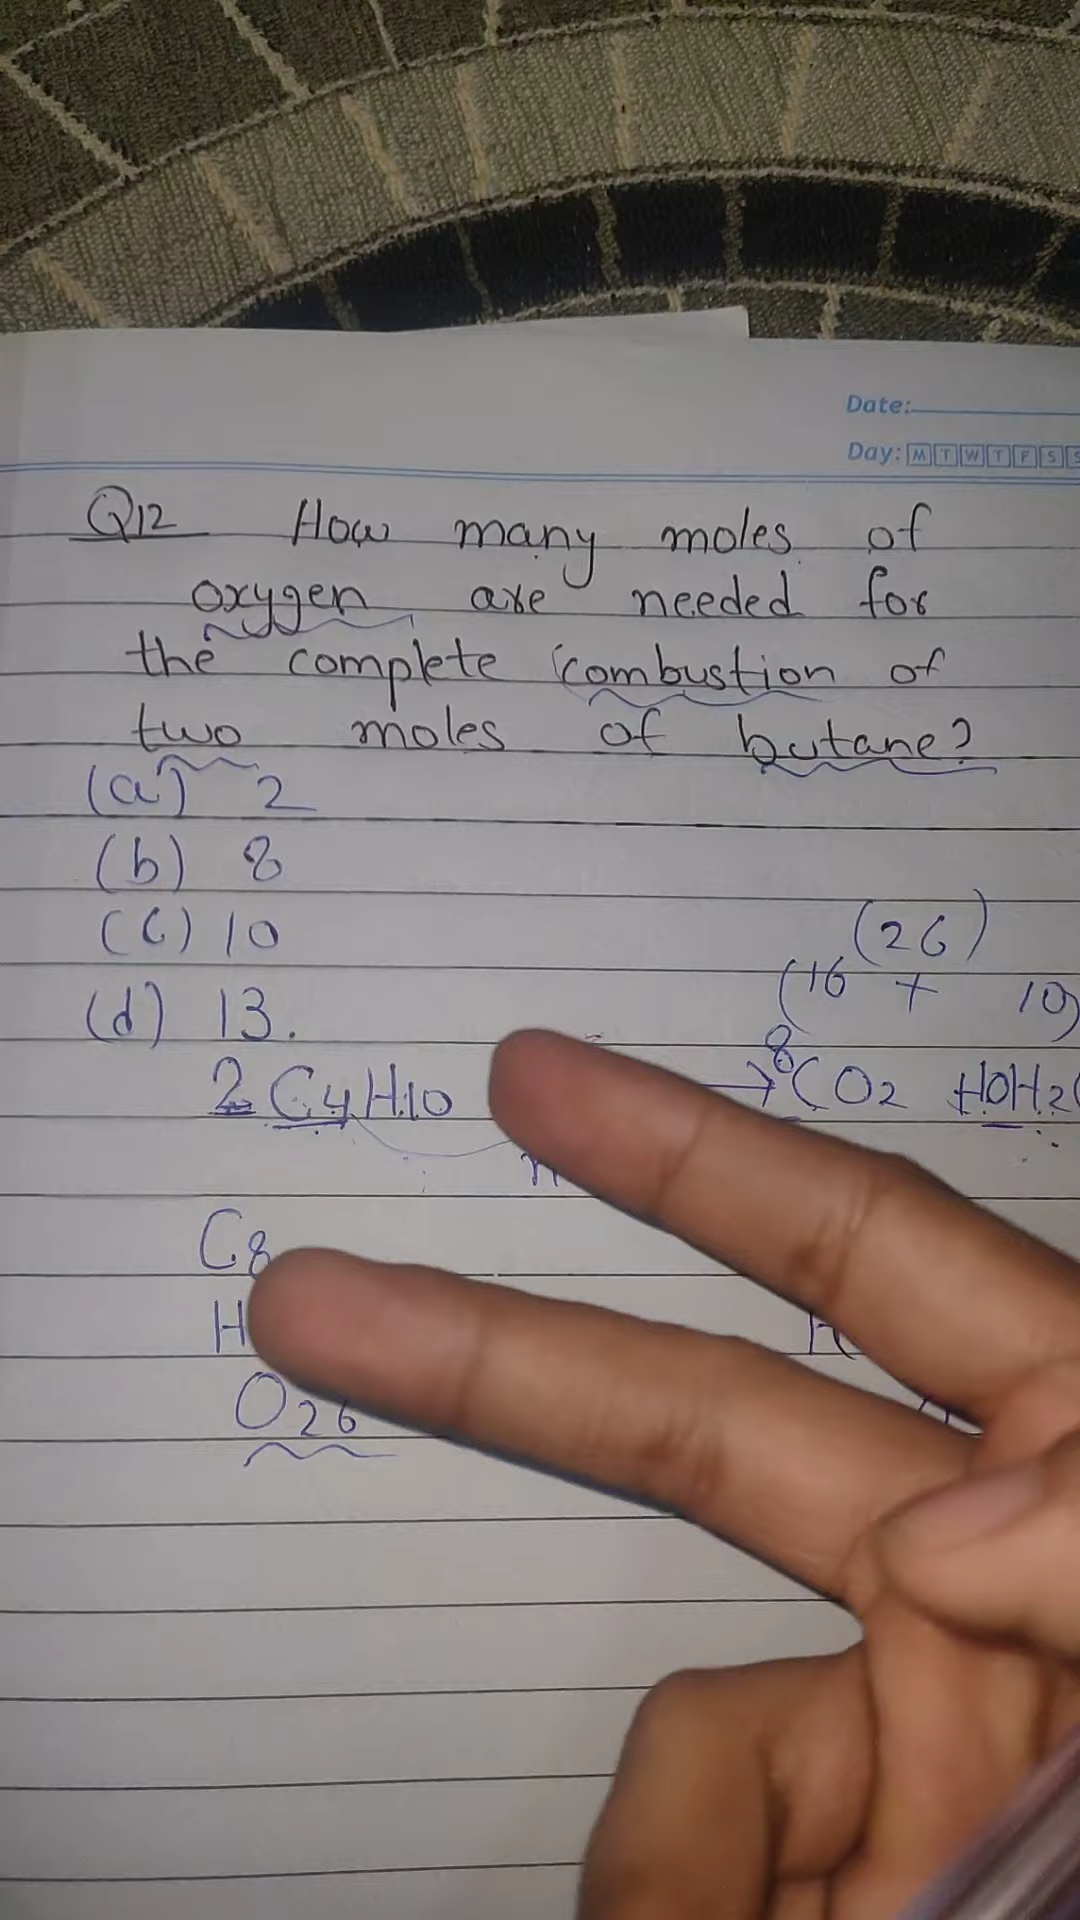 Date:
Day: M T W T F S S
Q12 How many moles of
oxygen are needed for
the complete combustion of
two moles of butane?
(a) 2
(b) 8
(c) 10
(d) 13.
(26)
(16 + 10)
2 C4H10 → 8CO2 + 10H2
C8
H
O26